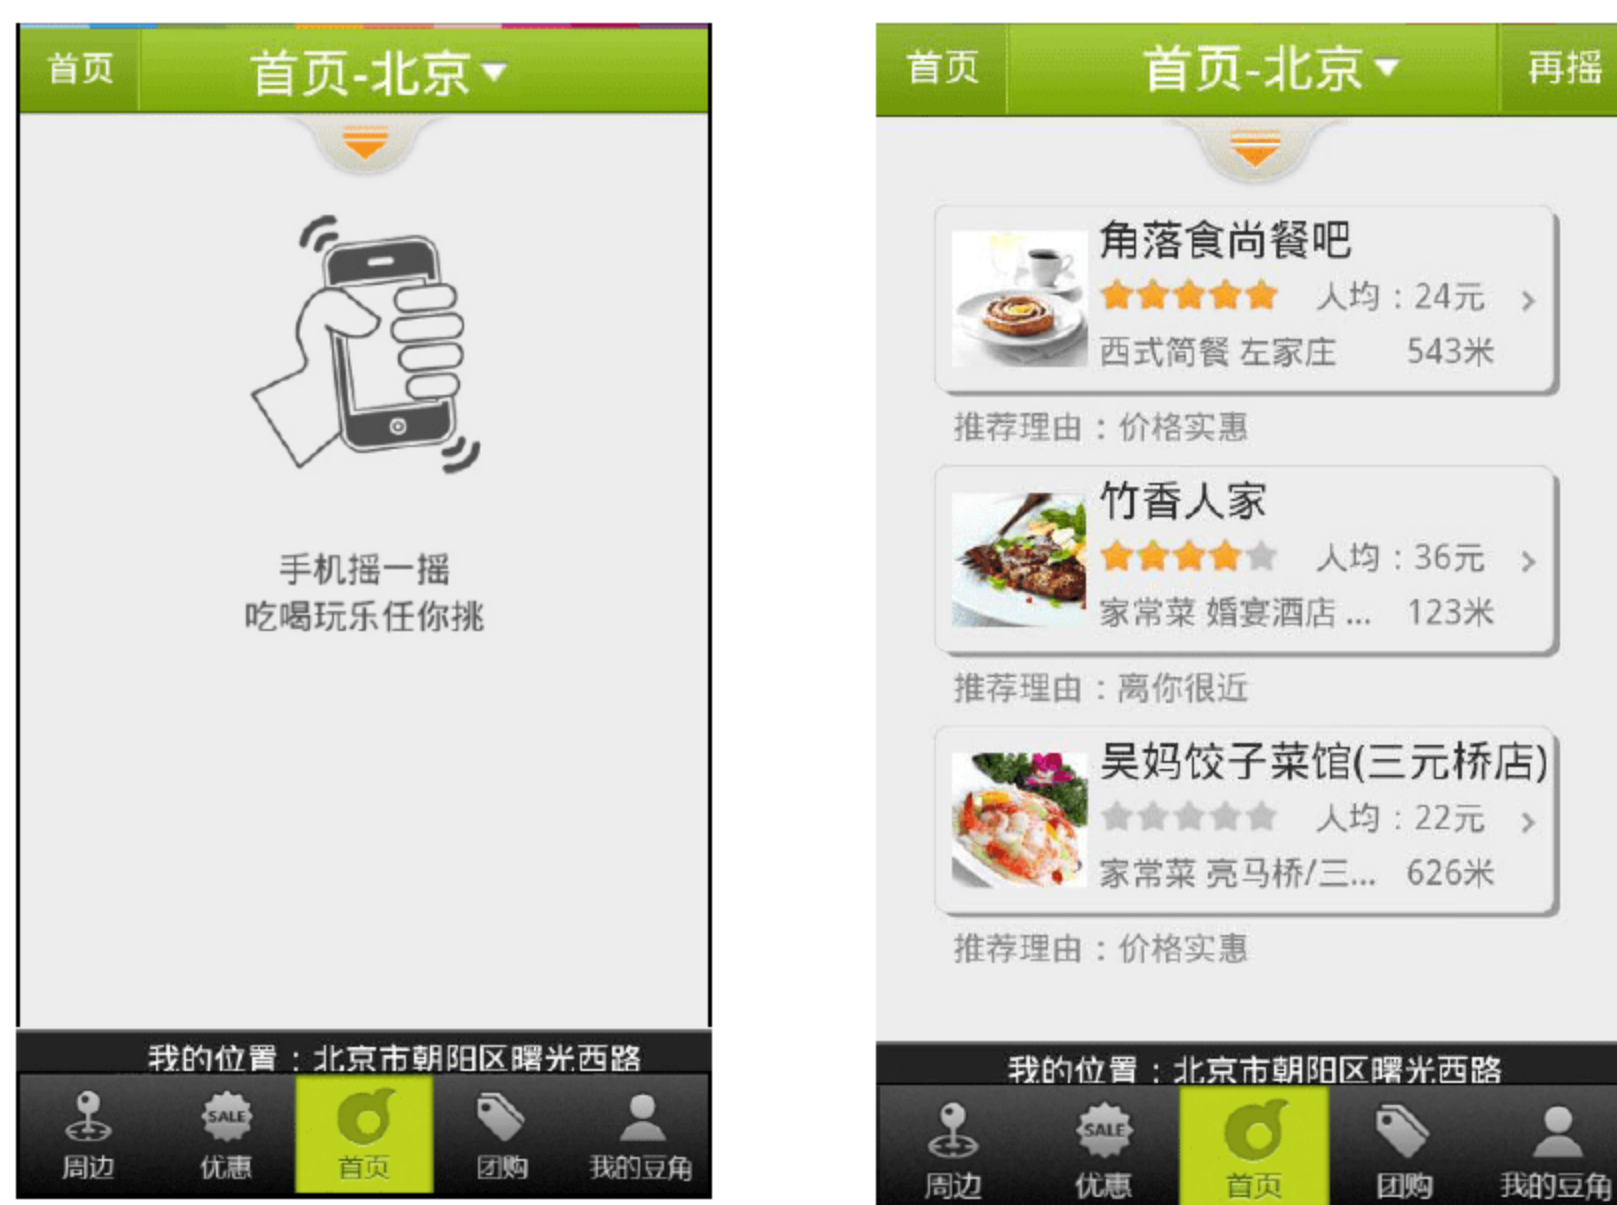 首页
首页-北京
手机摇一摇
吃喝玩乐任你挑
我的位置：北京市朝阳区曙光西路
周边
SALE
优惠
首页
团购
我的豆角
首页
首页-北京
再摇
角落食尚餐吧
人均：24元
西式简餐 左家庄 543米
推荐理由：价格实惠
竹香人家
人均：36元
家常菜 婚宴酒店 ... 123米
推荐理由：离你很近
吴妈饺子菜馆(三元桥店)
人均：22元
家常菜 亮马桥/三... 626米
推荐理由：价格实惠
我的位置：北京市朝阳区曙光西路
周边
SALE
优惠
首页
团购
我的豆角